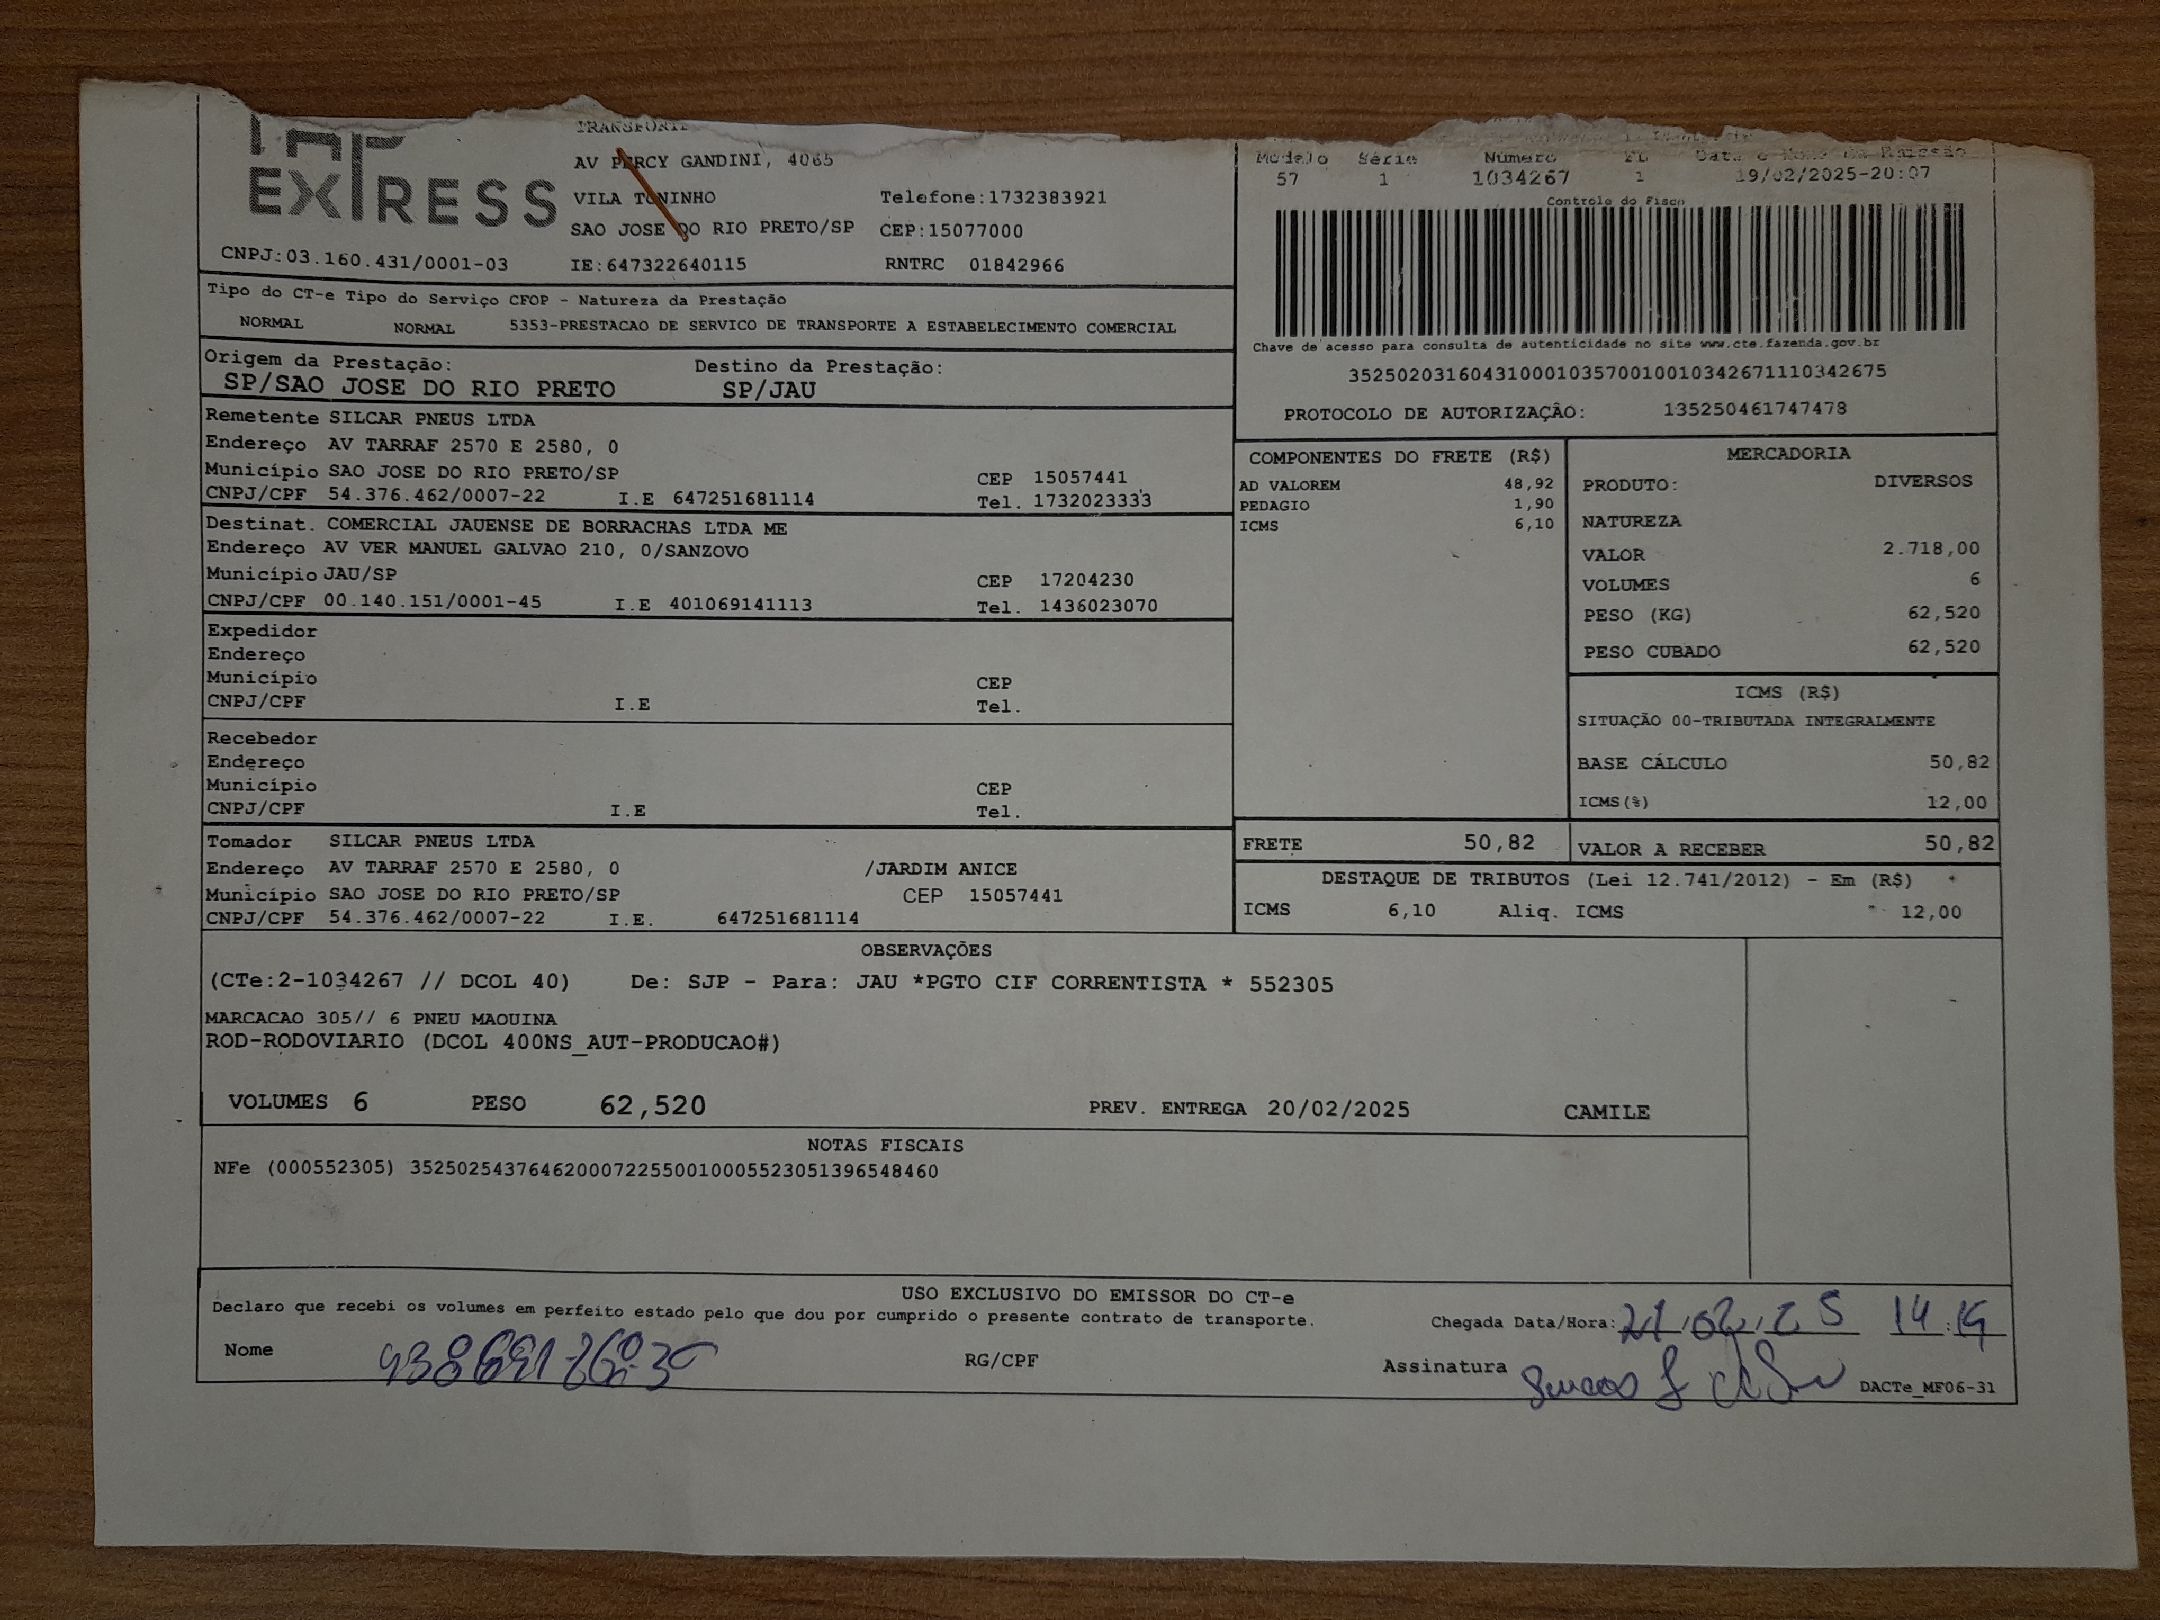 EXPRESS
AV PERCY GANDINI, 4065
VILA TONINHO Telefone:1732383921
SAO JOSE DO RIO PRETO/SP CEP:15077000
CNPJ:03.160.431/0001-03 IE:647322640115 RNTRC 01842966
Modelo Série Número FL Data e Hora da Emissão
57 1 1034267 1 19/02/2025-20:07
Controle do Fisco
Chave de acesso para consulta de autenticidade no site www.cte.fazenda.gov.br
35250203160431000103570010010342671110342675
PROTOCOLO DE AUTORIZAÇÃO: 135250461747478
Tipo do CT-e Tipo do Serviço CFOP - Natureza da Prestação
NORMAL NORMAL 5353-PRESTACAO DE SERVICO DE TRANSPORTE A ESTABELECIMENTO COMERCIAL
Origem da Prestação: Destino da Prestação:
SP/SAO JOSE DO RIO PRETO SP/JAU
Remetente SILCAR PNEUS LTDA
Endereço AV TARRAF 2570 E 2580, 0
Município SAO JOSE DO RIO PRETO/SP CEP 15057441
CNPJ/CPF 54.376.462/0007-22 I.E 647251681114 Tel. 1732023333
Destinat. COMERCIAL JAUENSE DE BORRACHAS LTDA ME
Endereço AV VER MANUEL GALVAO 210, 0/SANZOVO
Município JAU/SP CEP 17204230
CNPJ/CPF 00.140.151/0001-45 I.E 401069141113 Tel. 1436023070
Expedidor
Endereço
Município CEP
CNPJ/CPF I.E Tel.
Recebedor
Endereço
Município CEP
CNPJ/CPF I.E Tel.
Tomador SILCAR PNEUS LTDA
Endereço AV TARRAF 2570 E 2580, 0 /JARDIM ANICE
Município SAO JOSE DO RIO PRETO/SP CEP 15057441
CNPJ/CPF 54.376.462/0007-22 I.E. 647251681114
COMPONENTES DO FRETE (R$)
AD VALOREM 48,92
PEDAGIO 1,90
ICMS 6,10
MERCADORIA
PRODUTO: DIVERSOS
NATUREZA
VALOR 2.718,00
VOLUMES 6
PESO (KG) 62,520
PESO CUBADO 62,520
ICMS (R$)
SITUAÇÃO 00-TRIBUTADA INTEGRALMENTE
BASE CÁLCULO 50,82
ICMS(%) 12,00
FRETE 50,82 VALOR A RECEBER 50,82
DESTAQUE DE TRIBUTOS (Lei 12.741/2012) - Em (R$)
ICMS 6,10 Aliq. ICMS 12,00
OBSERVAÇÕES
(CTe:2-1034267 // DCOL 40) De: SJP - Para: JAU *PGTO CIF CORRENTISTA * 552305
MARCACAO 305// 6 PNEU MAQUINA
ROD-RODOVIARIO (DCOL 400NS_AUT-PRODUCAO#)
VOLUMES 6 PESO 62,520 PREV. ENTREGA 20/02/2025 CAMILE
NOTAS FISCAIS
NFe (000552305) 35250254376462000722550010005523051396548460
USO EXCLUSIVO DO EMISSOR DO CT-e
Declaro que recebi os volumes em perfeito estado pelo que dou por cumprido o presente contrato de transporte.
Chegada Data/Hora: 21.02.25 14:19
Nome RG/CPF Assinatura
DACTe_MF06-31